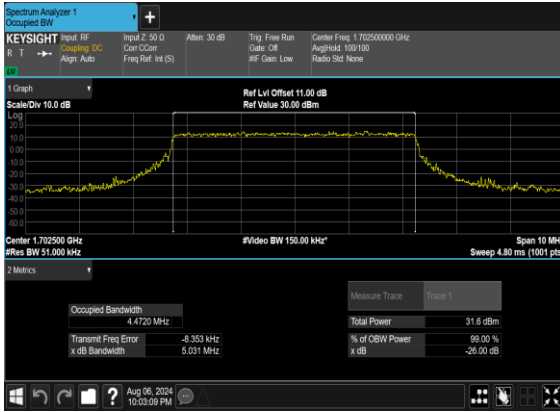 Spectrum Analyzer 1
Occupied BW
+
KEYSIGHT
R T
LW
Input: RF
Coupling: DC
Align: Auto
Input Z: 50 Ω
Corr CCorr
Freq Ref: Int (S)
Atten: 30 dB
Trig: Free Run
Gate: Off
#IF Gain: Low
Center Freq: 1.702500000 GHz
Avg|Hold: 100/100
Radio Std: None
1 Graph
Scale/Div 10.0 dB
Ref Lvl Offset 11.00 dB
Ref Value 30.00 dBm
Log
20.0
10.0
0.00
-10.0
-20.0
-30.0
-40.0
-50.0
-60.0
Center 1.702500 GHz
#Res BW 51.000 kHz
#Video BW 150.00 kHz*
Span 10 MH
Sweep 4.80 ms (1001 pts
2 Metrics
Measure Trace Trace 1
Occupied Bandwidth
4.4720 MHz
Total Power 31.6 dBm
Transmit Freq Error -8.353 kHz
% of OBW Power 99.00 %
x dB Bandwidth 5.031 MHz
x dB -26.00 dB
?
Aug 06, 2024
10:03:09 PM